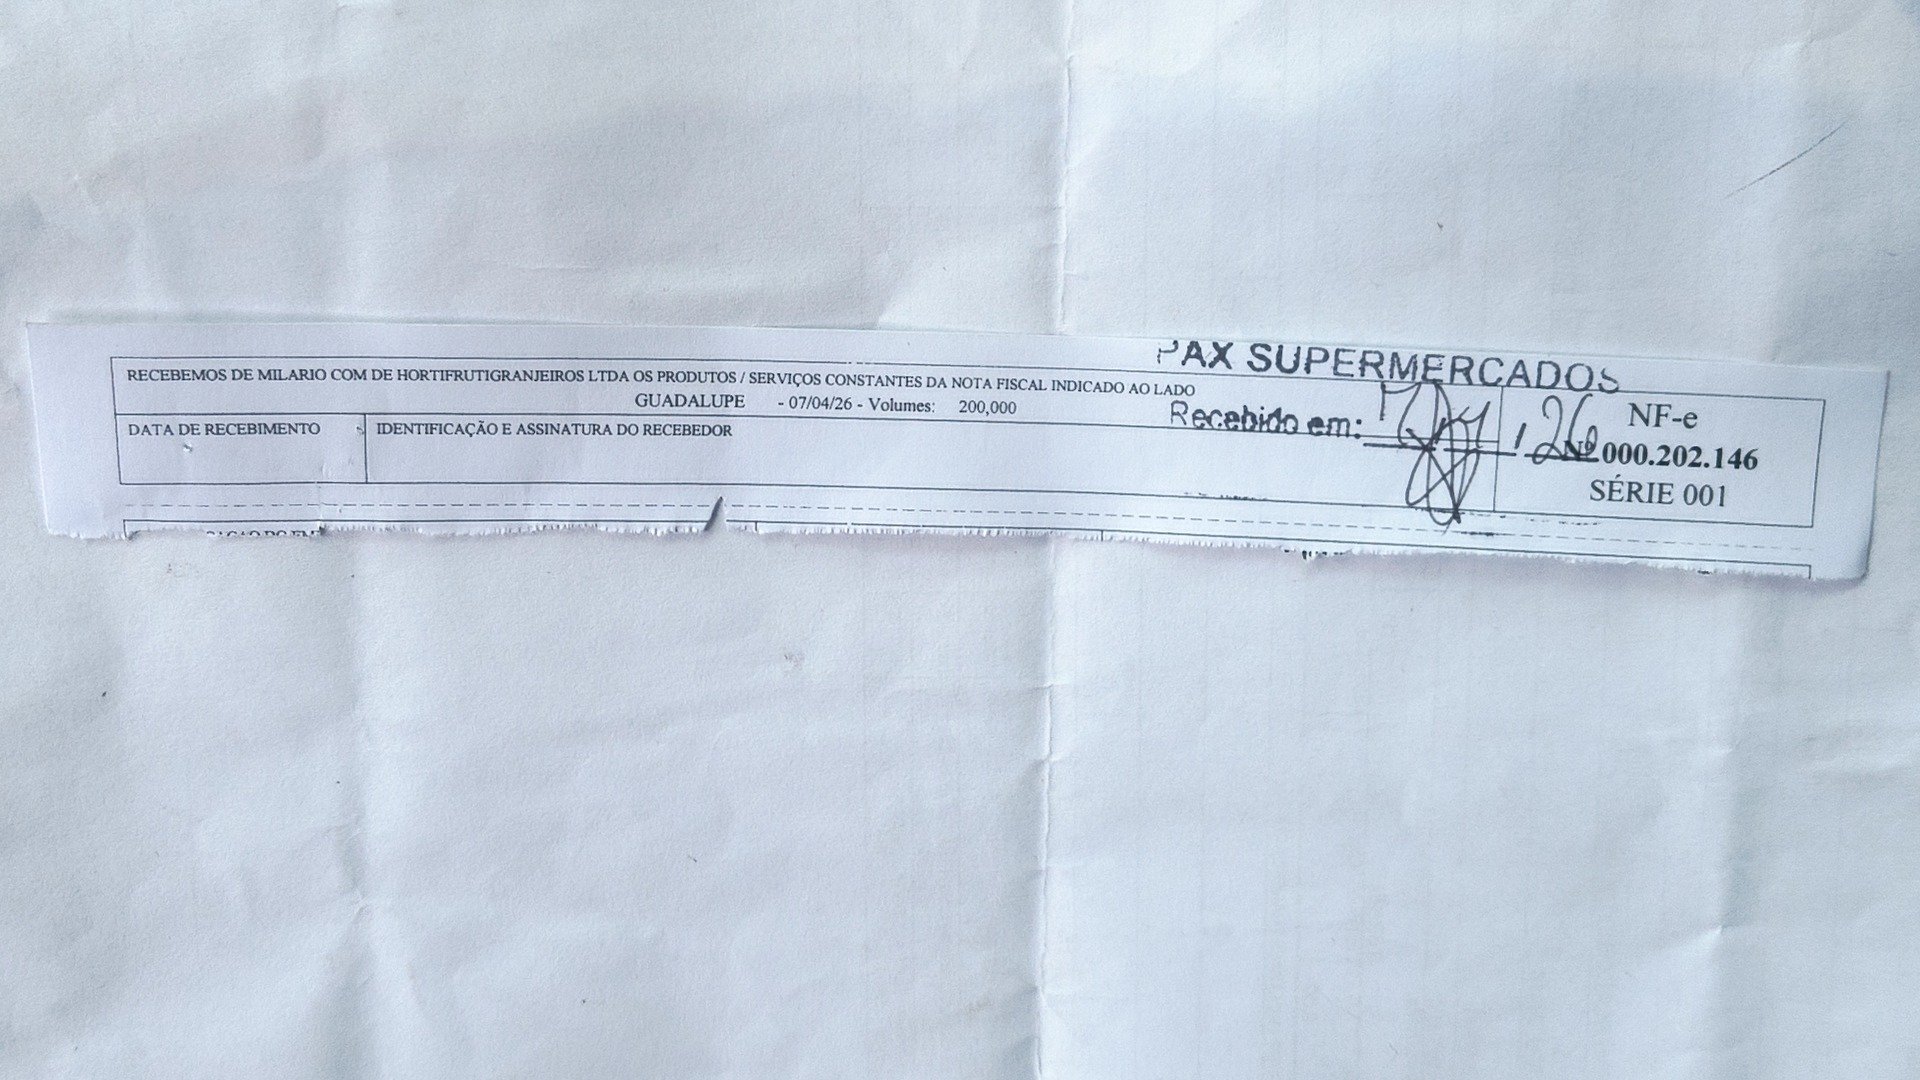 PAX SUPERMERCADOS
RECEBEMOS DE MILARIO COM DE HORTIFRUTIGRANJEIROS LTDA OS PRODUTOS / SERVIÇOS CONSTANTES DA NOTA FISCAL INDICADO AO LADO
GUADALUPE - 07/04/26 - Volumes: 200,000
Recebido em: 26
DATA DE RECEBIMENTO
IDENTIFICAÇÃO E ASSINATURA DO RECEBEDOR
NF-e
Nº 000.202.146
SÉRIE 001